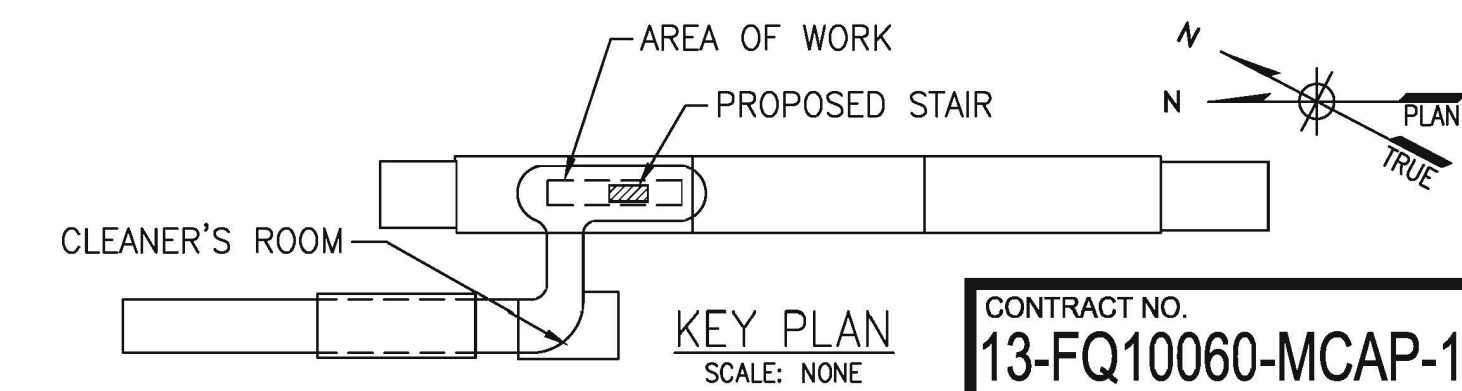 AREA OF WORK
PROPOSED STAIR
CLEANER'S ROOM
N
N
PLAN
TRUE
KEY PLAN
SCALE: NONE
CONTRACT NO.
13-FQ10060-MCAP-1